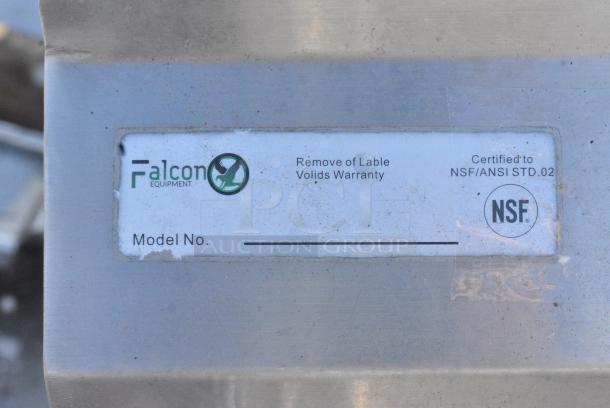 Falcon
EQUIPMENT
Remove of Lable
Volids Warranty
Certified to
NSF/ANSI STD.02
NSF
Model No.
PCI
AUCTION GROUP